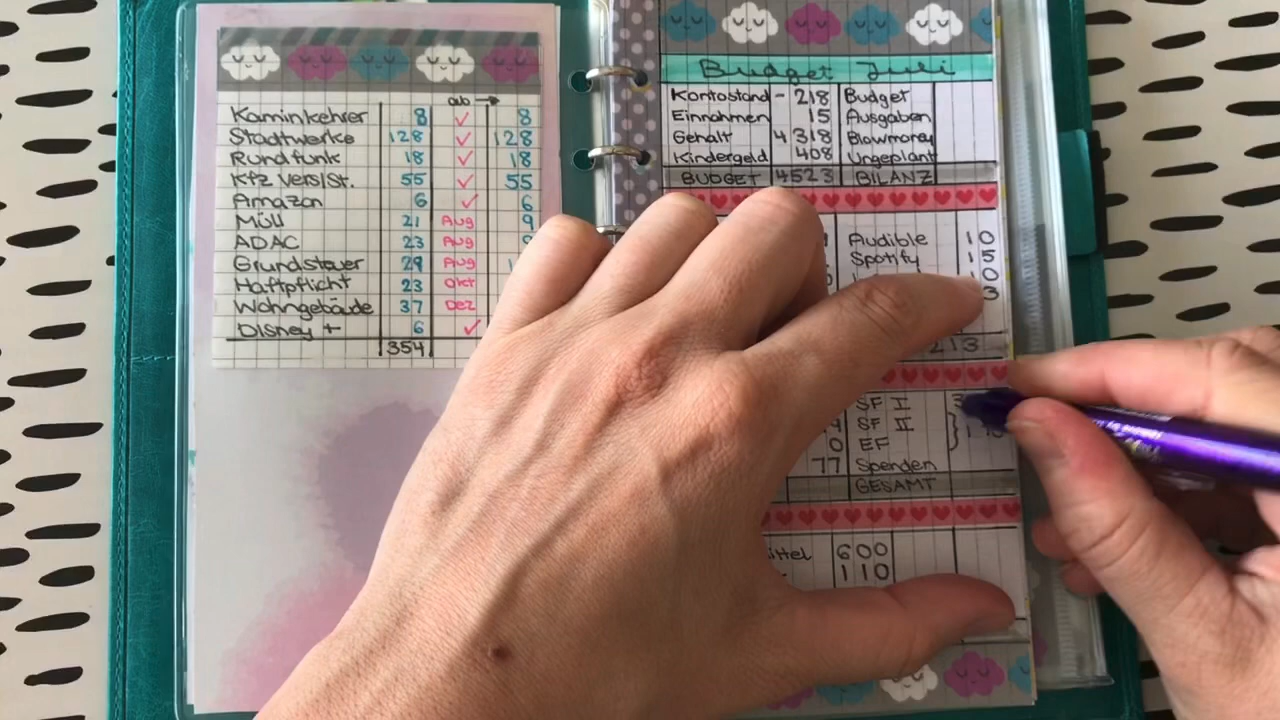 ab →
Kaminkehrer 8 ✓ 8
Stadtwerke 128 ✓ 128
Rundfunk 18 ✓ 18
Kfz Vers/St. 55 ✓ 55
Amazon 6 ✓ 6
Müll 21 Aug 9
ADAC 23 Aug
Grundsteuer 29 Aug
Haftpflicht 23 Okt
Wohngebäude 37 Dez
Disney + 6 ✓
354
Budget Juli
Kontostand - 218 Budget
Einnahmen 15 Ausgaben
Gehalt 4318 Blowmoney
Kindergeld 408 Ungeplant
BUDGET 4523 BILANZ
Audible 10
Spotify 15
213
SF I
SF II
0 EF
77 Spenden
GESAMT
600
110